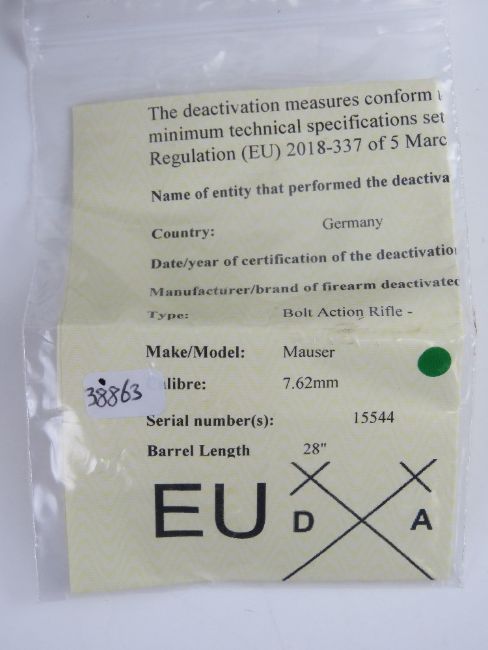 The deactivation measures conform
minimum technical specifications set
Regulation (EU) 2018-337 of 5 Marc
Name of entity that performed the deactiva
Country: Germany
Date/year of certification of the deactivation
Manufacturer/brand of firearm deactivated
Type: Bolt Action Rifle -
Make/Model: Mauser
38863
alibre: 7.62mm
Serial number(s): 15544
Barrel Length 28"
EU D A